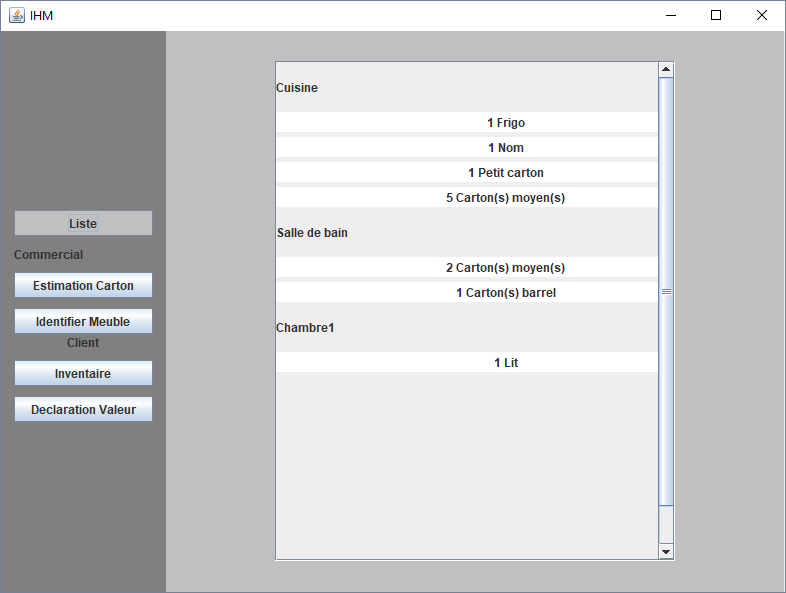 IHM
Liste
Commercial
Estimation Carton
Identifier Meuble
Client
Inventaire
Declaration Valeur
Cuisine
1 Frigo
1 Nom
1 Petit carton
5 Carton(s) moyen(s)
Salle de bain
2 Carton(s) moyen(s)
1 Carton(s) barrel
Chambre1
1 Lit